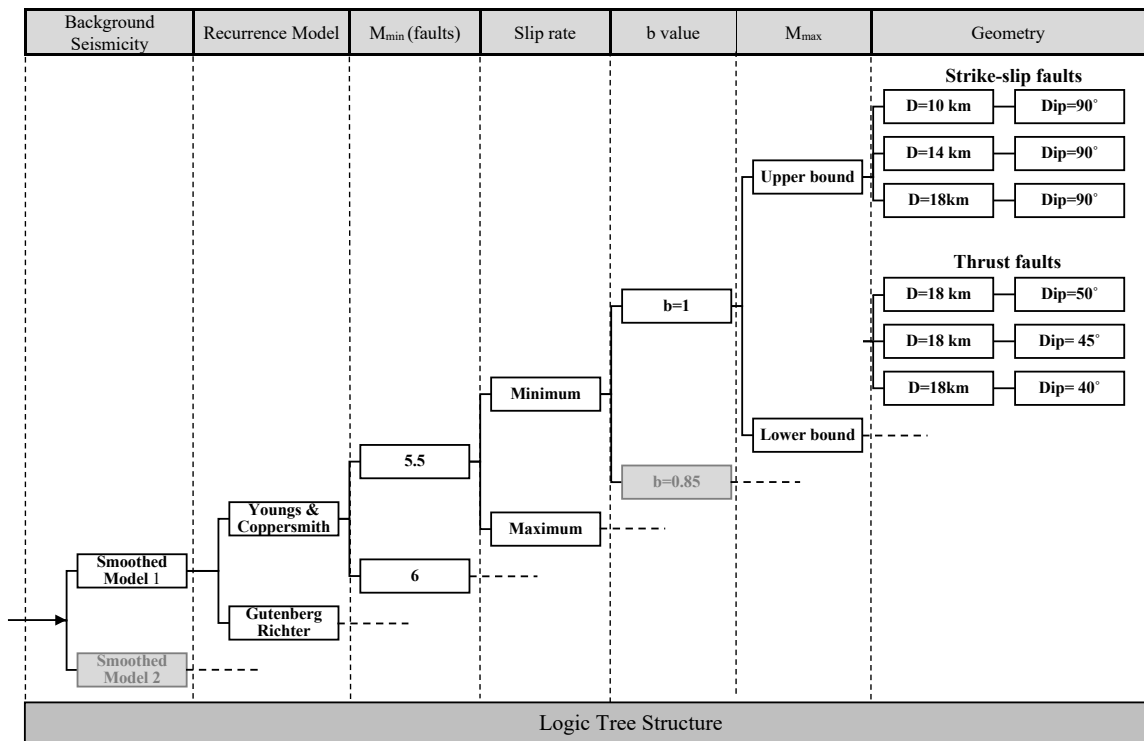 Background
Seismicity
Recurrence Model
Mmin (faults)
Slip rate
b value
Mmax
Geometry
Strike-slip faults
D=10 km
Dip=90˚
D=14 km
Dip=90˚
Upper bound
D=18km
Dip=90˚
Thrust faults
D=18 km
Dip=50˚
b=1
D=18 km
Dip= 45˚
Minimum
D=18km
Dip= 40˚
Lower bound
5.5
b=0.85
Youngs &
Coppersmith
Maximum
Smoothed
Model 1
6
Gutenberg
Richter
Smoothed
Model 2
Logic Tree Structure